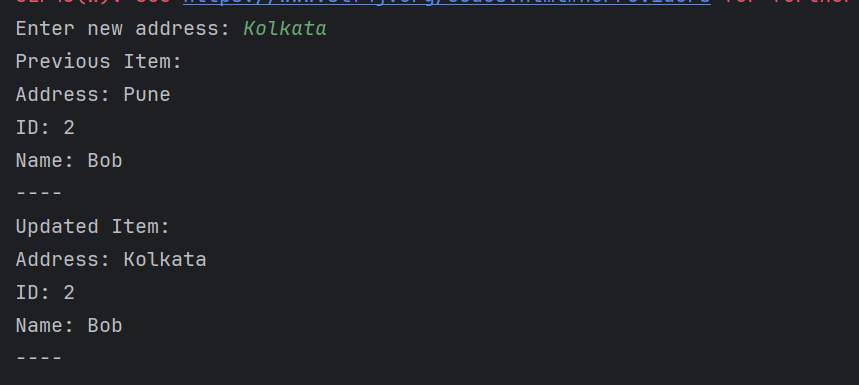 Enter new address: Kolkata
Previous Item:
Address: Pune
ID: 2
Name: Bob
----
Updated Item:
Address: Kolkata
ID: 2
Name: Bob
----